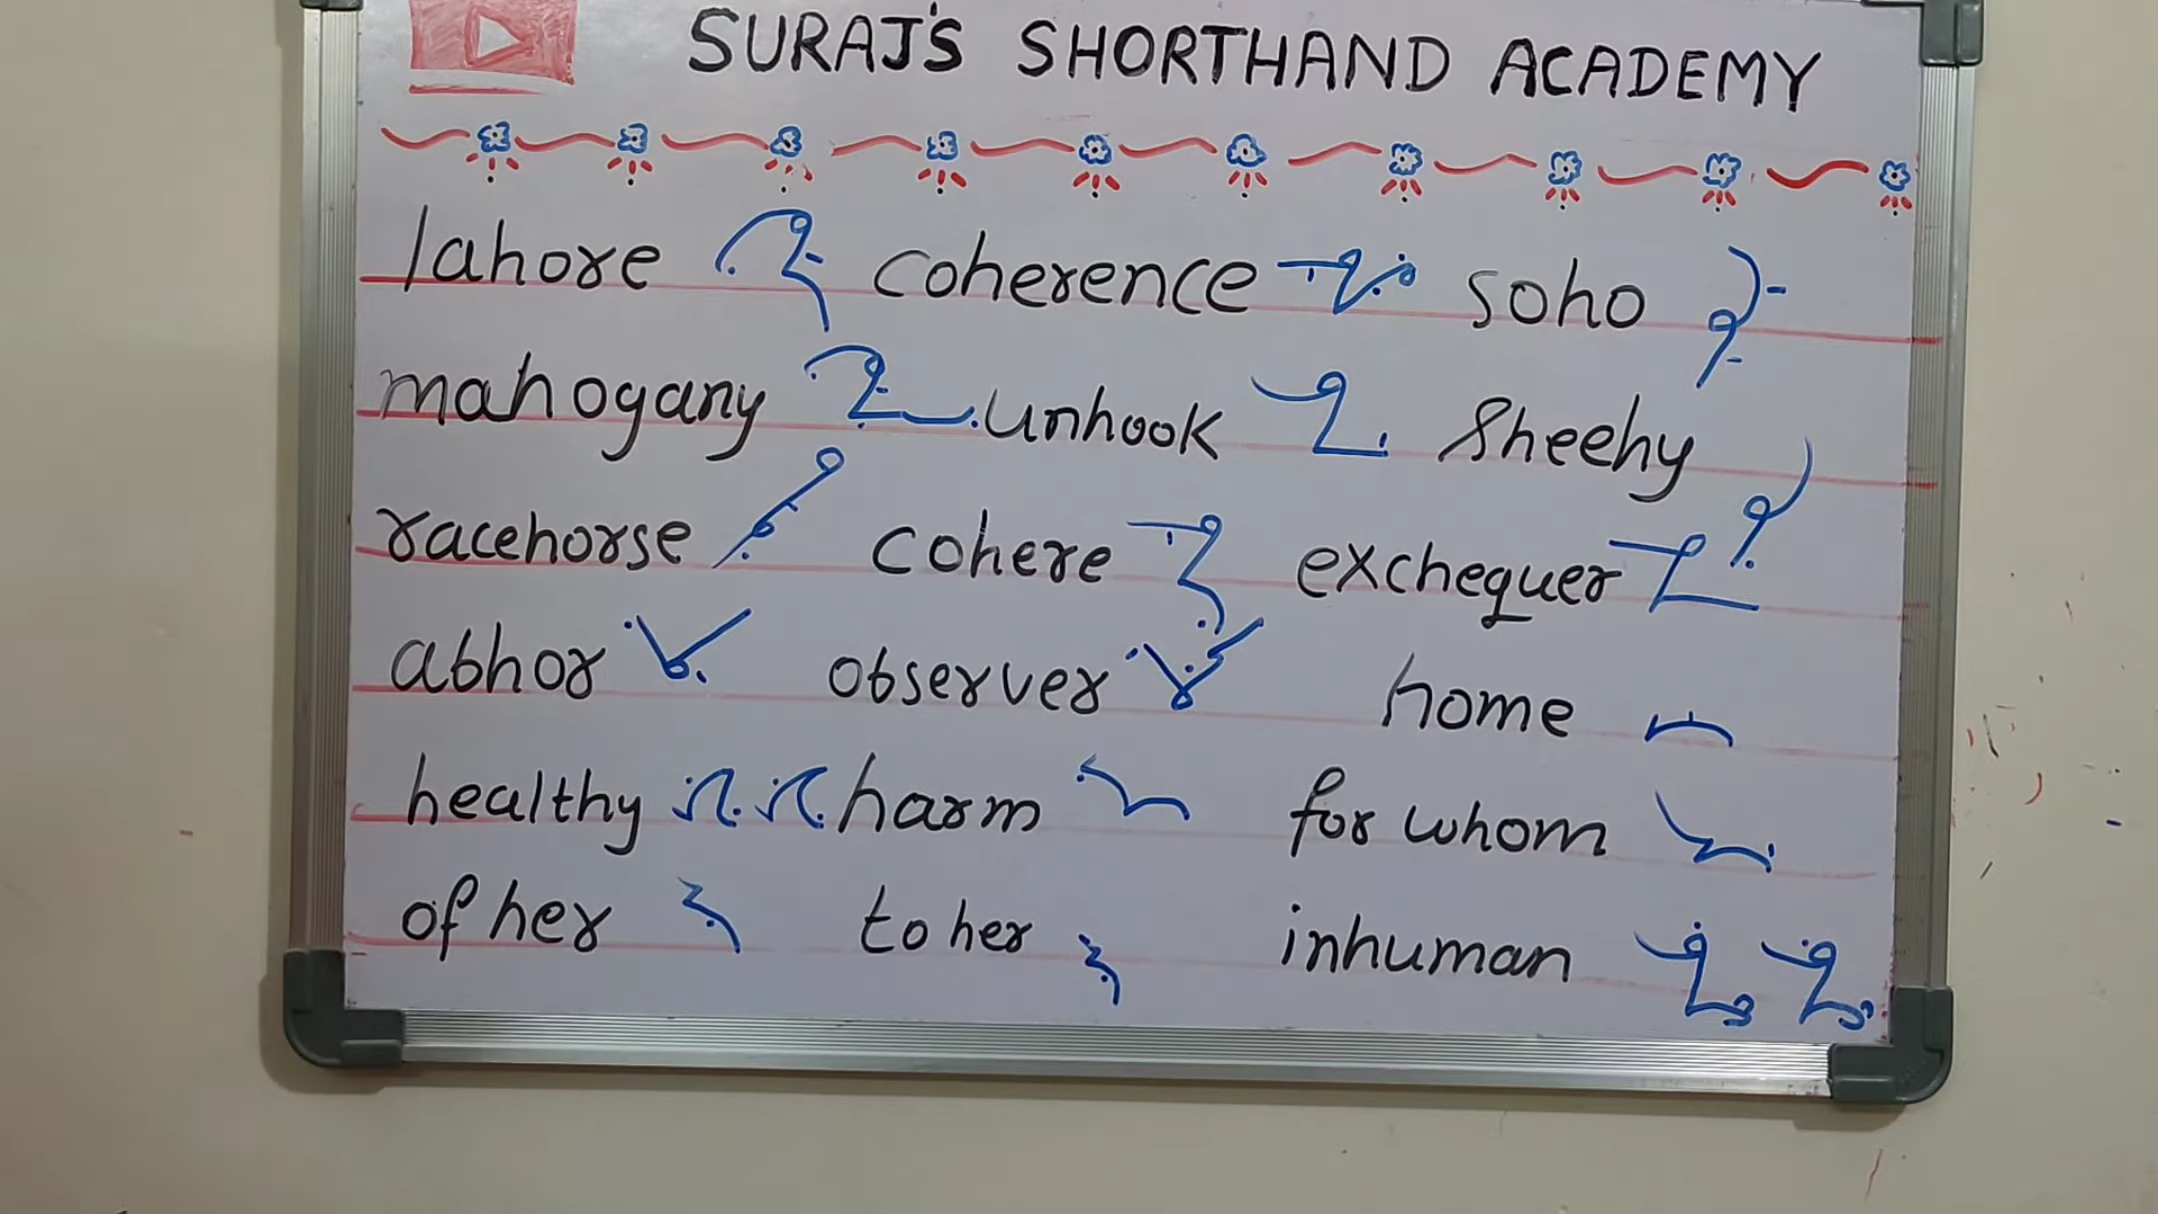 SURAJ'S SHORTHAND ACADEMY
lahore coherence soho
mahogany unhook Sheehy
racehorse cohere exchequer
abhor observer home
healthy harm for whom
of her to her inhuman